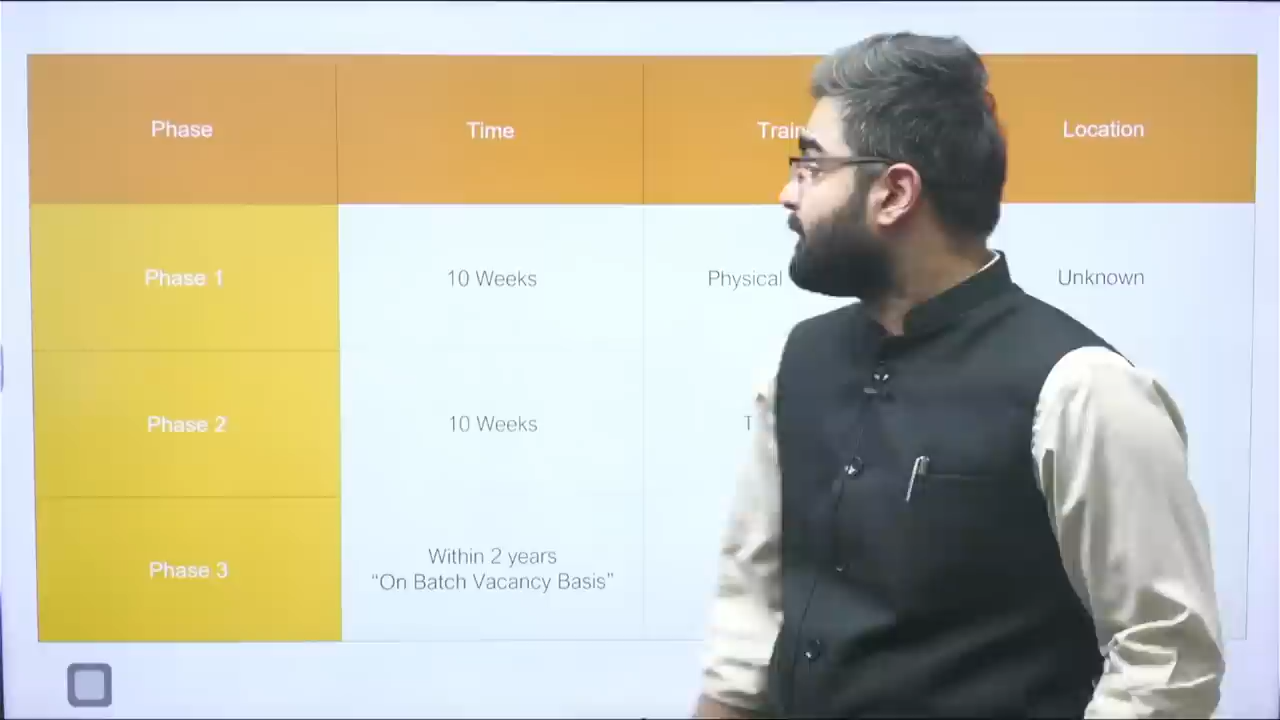 Phase
Time
Location
Phase 1
10 Weeks
Physical
Unknown
Phase 2
10 Weeks
Phase 3
Within 2 years
“On Batch Vacancy Basis”